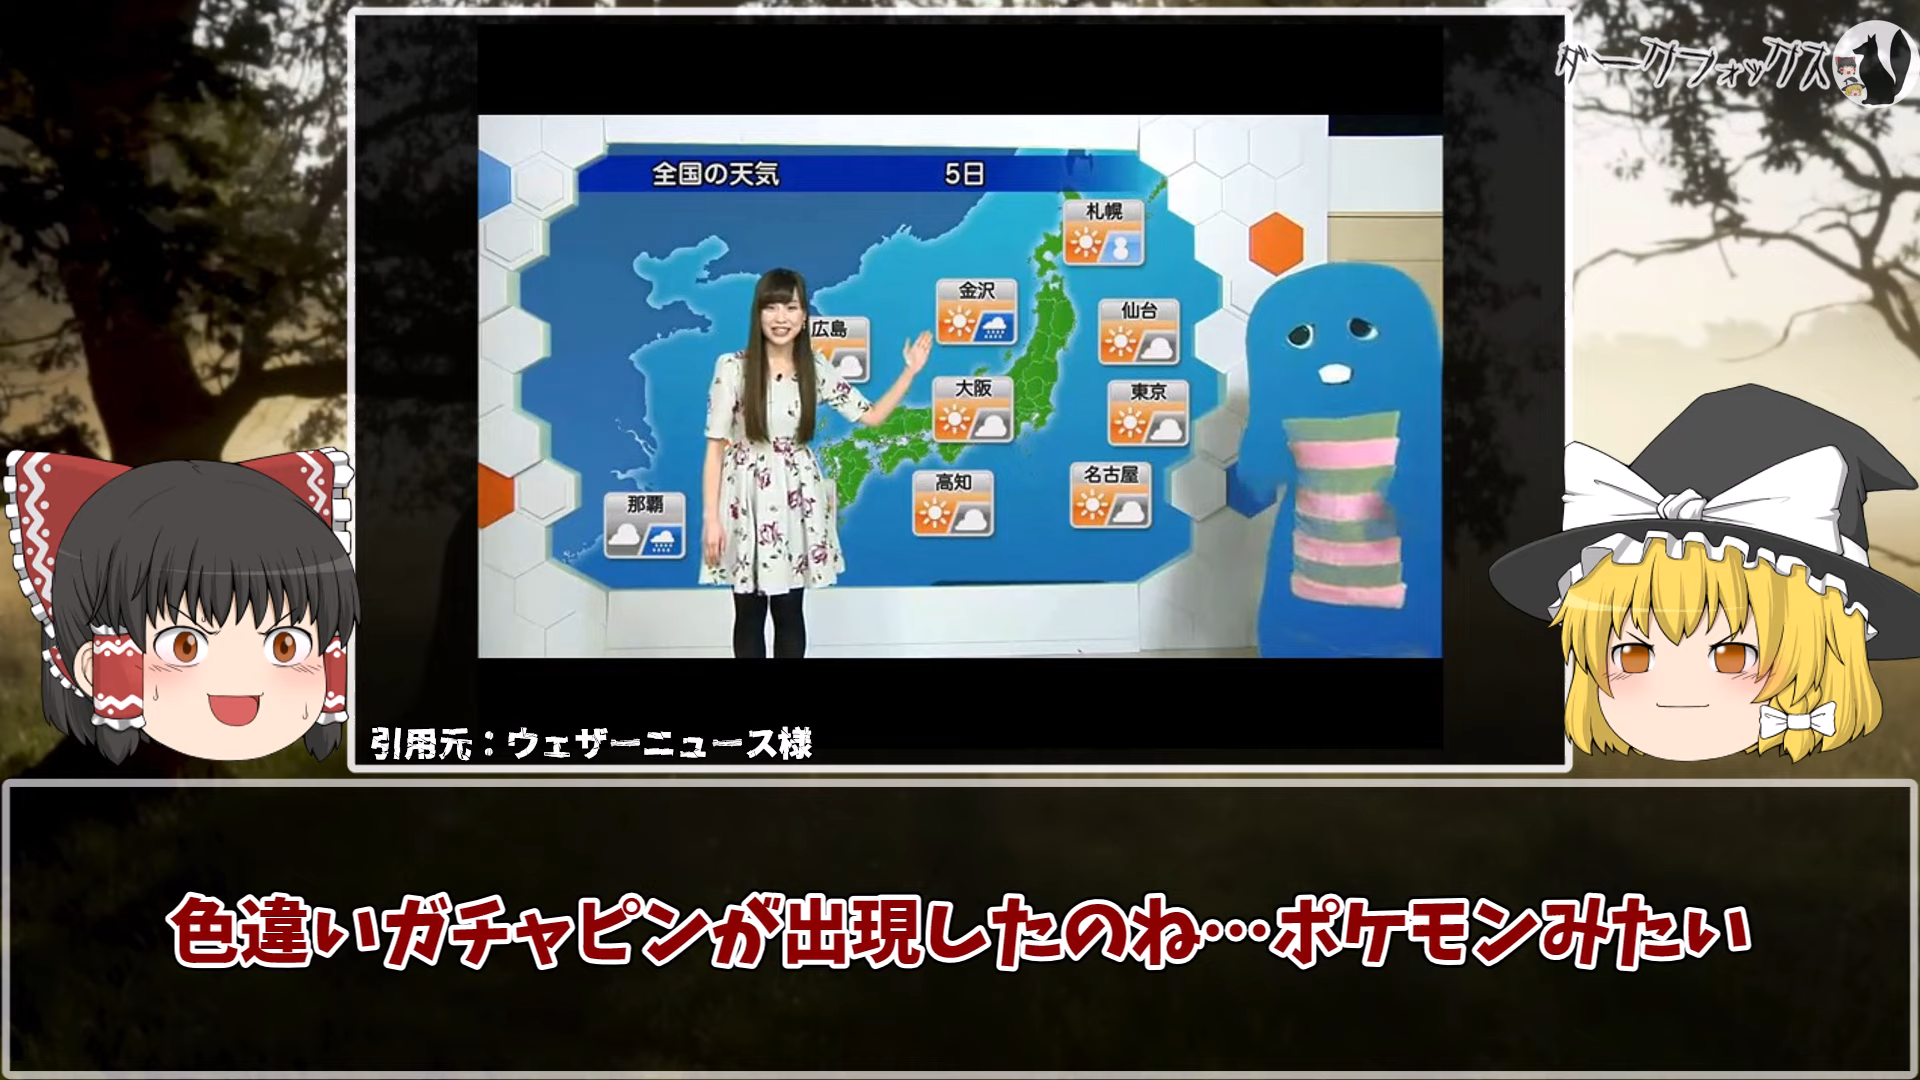 ダークフォックス
全国の天気 5日
札幌
金沢
仙台
広島
大阪
東京
高知
名古屋
那覇
引用元：ウェザーニュース様
色違いガチャピンが出現したのね…ポケモンみたい